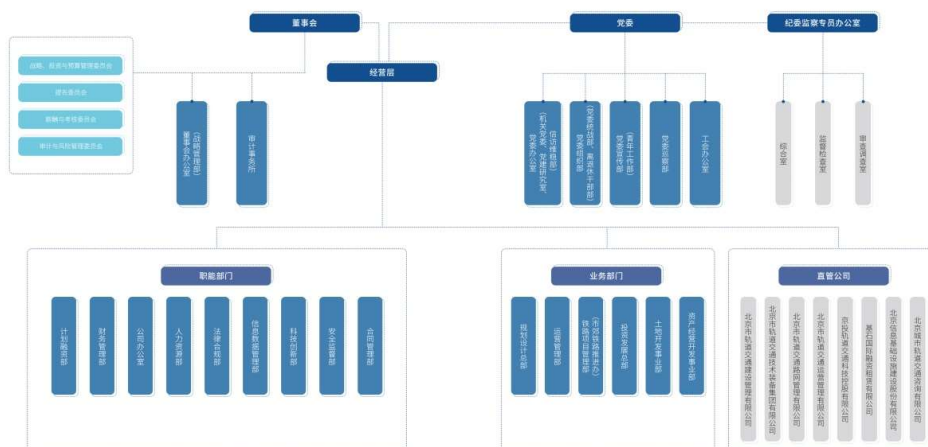 董事会
党委
纪委监察专员办公室
经营层
战略、投资与预算管理委员会
提名委员会
薪酬与考核委员会
审计与风险管理委员会
董事会办公室
（战略管理部）
审计事务所
党委办公室
（机关党委、党建研究室、
信访维稳部）
党委组织部
（党委统战部、离退休干部部）
党委宣传部
（青年工作部）
党委巡察部
工会办公室
综合室
监督检查室
审查调查室
职能部门
业务部门
直管公司
计划融资部
财务管理部
公司办公室
人力资源部
法律合规部
信息数据管理部
科技创新部
安全监督部
合同管理部
规划设计总部
运营管理部
铁路项目管理部
（市郊铁路推进办）
投资发展总部
土地开发事业部
资产经营开发事业部
北京市轨道交通建设管理有限公司
北京市轨道交通技术装备集团有限公司
北京市轨道交通路网管理有限公司
北京市轨道交通运营管理有限公司
京投轨道交通科技控股有限公司
基石国际融资租赁有限公司
北京信息基础设施建设股份有限公司
北京城市轨道交通咨询有限公司